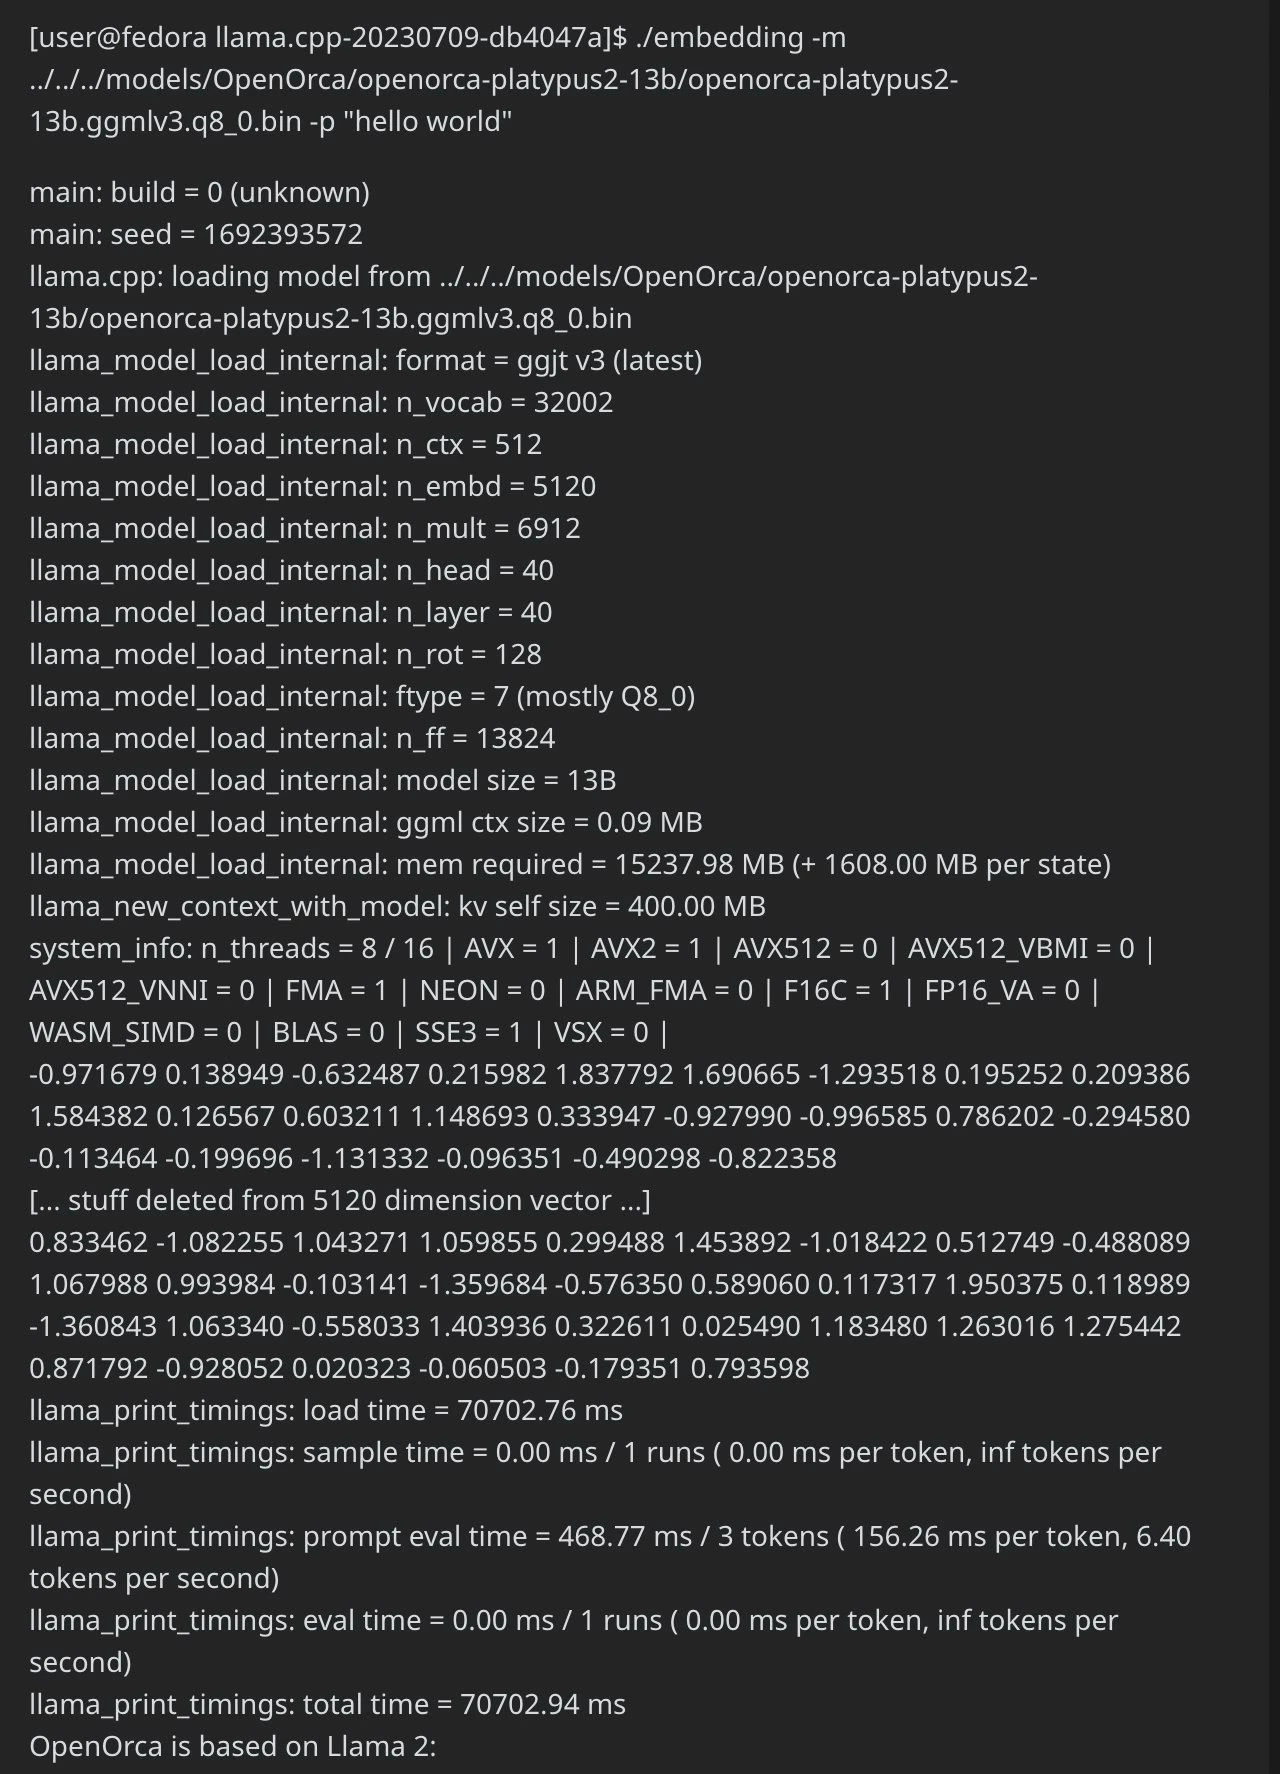 [user@fedora llama.cpp-20230709-db4047a]$ ./embedding -m
../../../models/OpenOrca/openorca-platypus2-13b/openorca-platypus2-
13b.ggmlv3.q8_0.bin -p "hello world"
main: build = 0 (unknown)
main: seed = 1692393572
llama.cpp: loading model from ../../../models/OpenOrca/openorca-platypus2-
13b/openorca-platypus2-13b.ggmlv3.q8_0.bin
llama_model_load_internal: format = ggjt v3 (latest)
llama_model_load_internal: n_vocab = 32002
llama_model_load_internal: n_ctx = 512
llama_model_load_internal: n_embd = 5120
llama_model_load_internal: n_mult = 6912
llama_model_load_internal: n_head = 40
llama_model_load_internal: n_layer = 40
llama_model_load_internal: n_rot = 128
llama_model_load_internal: ftype = 7 (mostly Q8_0)
llama_model_load_internal: n_ff = 13824
llama_model_load_internal: model size = 13B
llama_model_load_internal: ggml ctx size = 0.09 MB
llama_model_load_internal: mem required = 15237.98 MB (+ 1608.00 MB per state)
llama_new_context_with_model: kv self size = 400.00 MB
system_info: n_threads = 8 / 16 | AVX = 1 | AVX2 = 1 | AVX512 = 0 | AVX512_VBMI = 0 |
AVX512_VNNI = 0 | FMA = 1 | NEON = 0 | ARM_FMA = 0 | F16C = 1 | FP16_VA = 0 |
WASM_SIMD = 0 | BLAS = 0 | SSE3 = 1 | VSX = 0 |
-0.971679 0.138949 -0.632487 0.215982 1.837792 1.690665 -1.293518 0.195252 0.209386
1.584382 0.126567 0.603211 1.148693 0.333947 -0.927990 -0.996585 0.786202 -0.294580
-0.113464 -0.199696 -1.131332 -0.096351 -0.490298 -0.822358
[... stuff deleted from 5120 dimension vector ...]
0.833462 -1.082255 1.043271 1.059855 0.299488 1.453892 -1.018422 0.512749 -0.488089
1.067988 0.993984 -0.103141 -1.359684 -0.576350 0.589060 0.117317 1.950375 0.118989
-1.360843 1.063340 -0.558033 1.403936 0.322611 0.025490 1.183480 1.263016 1.275442
0.871792 -0.928052 0.020323 -0.060503 -0.179351 0.793598
llama_print_timings: load time = 70702.76 ms
llama_print_timings: sample time = 0.00 ms / 1 runs ( 0.00 ms per token, inf tokens per
second)
llama_print_timings: prompt eval time = 468.77 ms / 3 tokens ( 156.26 ms per token, 6.40
tokens per second)
llama_print_timings: eval time = 0.00 ms / 1 runs ( 0.00 ms per token, inf tokens per
second)
llama_print_timings: total time = 70702.94 ms
OpenOrca is based on Llama 2: